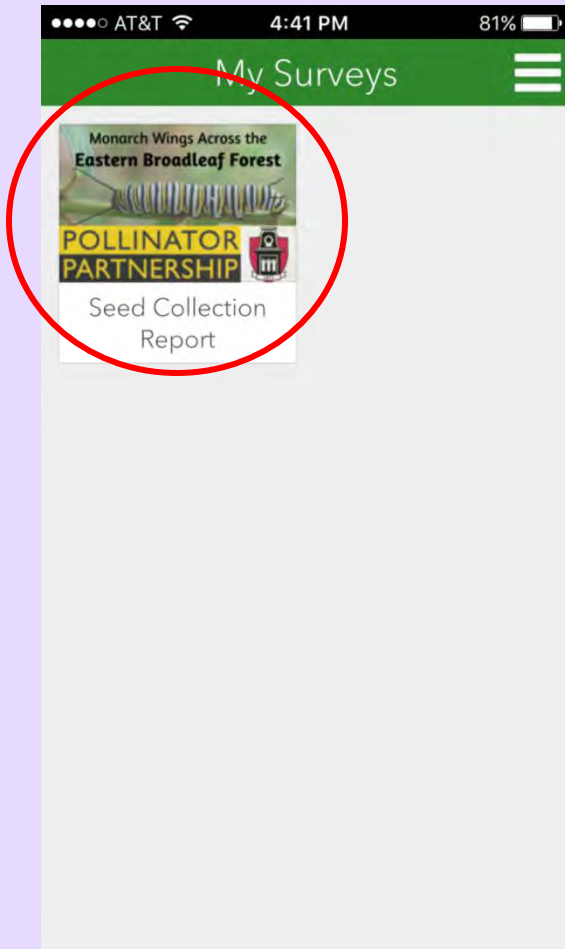 AT&T 4:41 PM 81%
My Surveys
Monarch Wings Across the
Eastern Broadleaf Forest
POLLINATOR
PARTNERSHIP
Seed Collection
Report